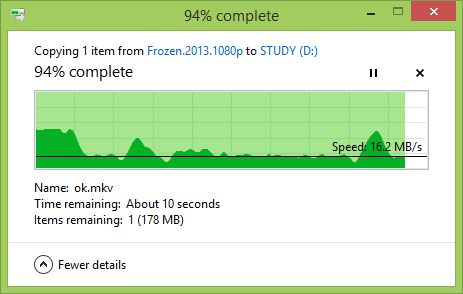 94% complete
Copying 1 item from Frozen.2013.1080p to STUDY (D:)
94% complete
Speed: 16.2 MB/s
Name: ok.mkv
Time remaining: About 10 seconds
Items remaining: 1 (178 MB)
Fewer details